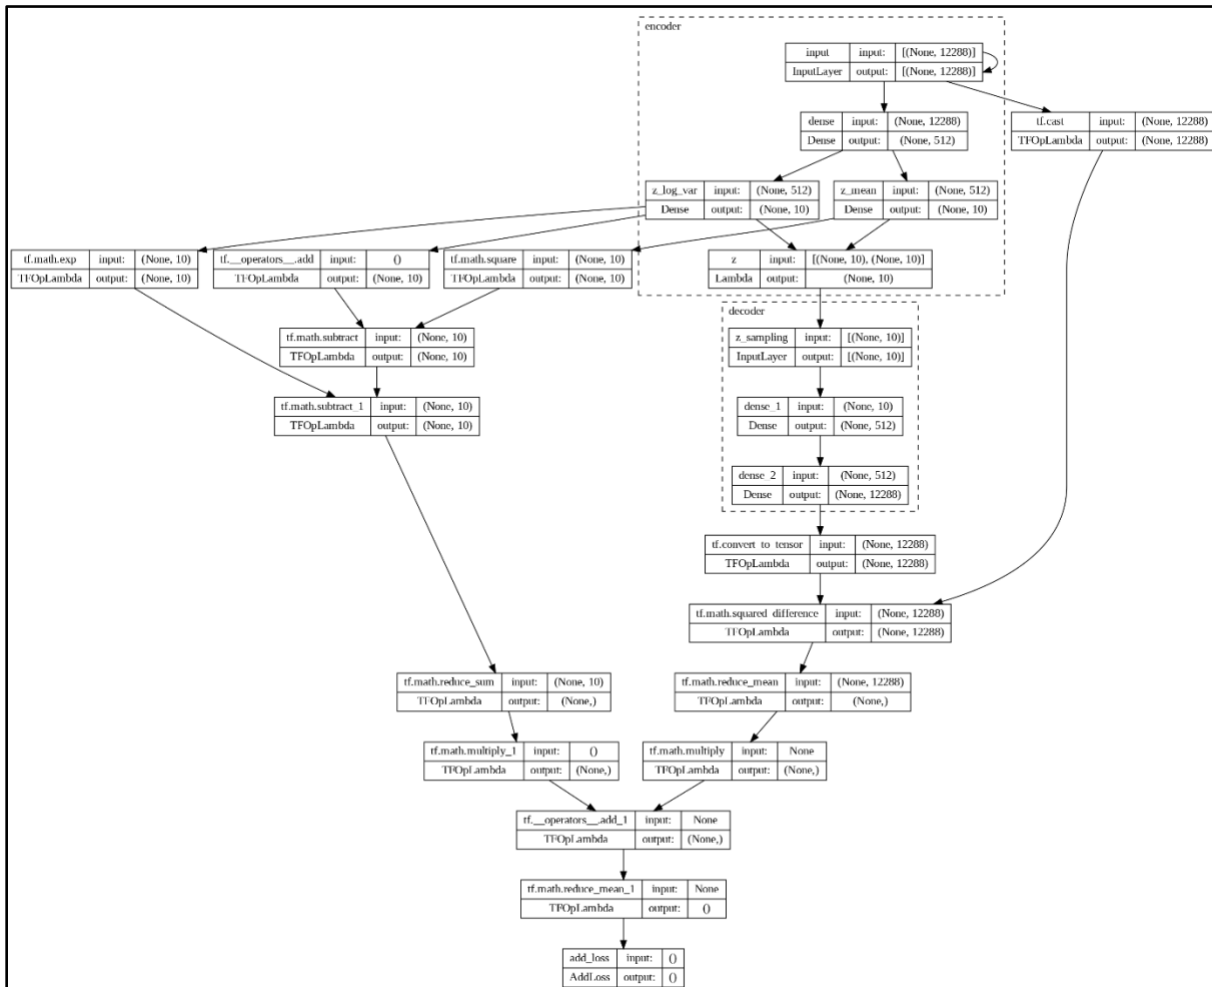 encoder
input input: [(None, 12288)]
InputLayer output: [(None, 12288)]
dense input: (None, 12288)
Dense output: (None, 512)
tf.cast input: (None, 12288)
TFOpLambda output: (None, 12288)
z_log_var input: (None, 512)
Dense output: (None, 10)
z_mean input: (None, 512)
Dense output: (None, 10)
tf.math.exp input: (None, 10)
TFOpLambda output: (None, 10)
tf.__operators__.add input: ()
TFOpLambda output: (None, 10)
tf.math.square input: (None, 10)
TFOpLambda output: (None, 10)
z input: [(None, 10), (None, 10)]
Lambda output: (None, 10)
decoder
z_sampling input: [(None, 10)]
InputLayer output: [(None, 10)]
tf.math.subtract input: (None, 10)
TFOpLambda output: (None, 10)
tf.math.subtract_1 input: (None, 10)
TFOpLambda output: (None, 10)
dense_1 input: (None, 10)
Dense output: (None, 512)
dense_2 input: (None, 512)
Dense output: (None, 12288)
tf.convert_to_tensor input: (None, 12288)
TFOpLambda output: (None, 12288)
tf.math.squared_difference input: (None, 12288)
TFOpLambda output: (None, 12288)
tf.math.reduce_sum input: (None, 10)
TFOpLambda output: (None,)
tf.math.reduce_mean input: (None, 12288)
TFOpLambda output: (None,)
tf.math.multiply_1 input: ()
TFOpLambda output: (None,)
tf.math.multiply input: None
TFOpLambda output: (None,)
tf.__operators__.add_1 input: None
TFOpLambda output: (None,)
tf.math.reduce_mean_1 input: None
TFOpLambda output: ()
add_loss input: ()
AddLoss output: ()